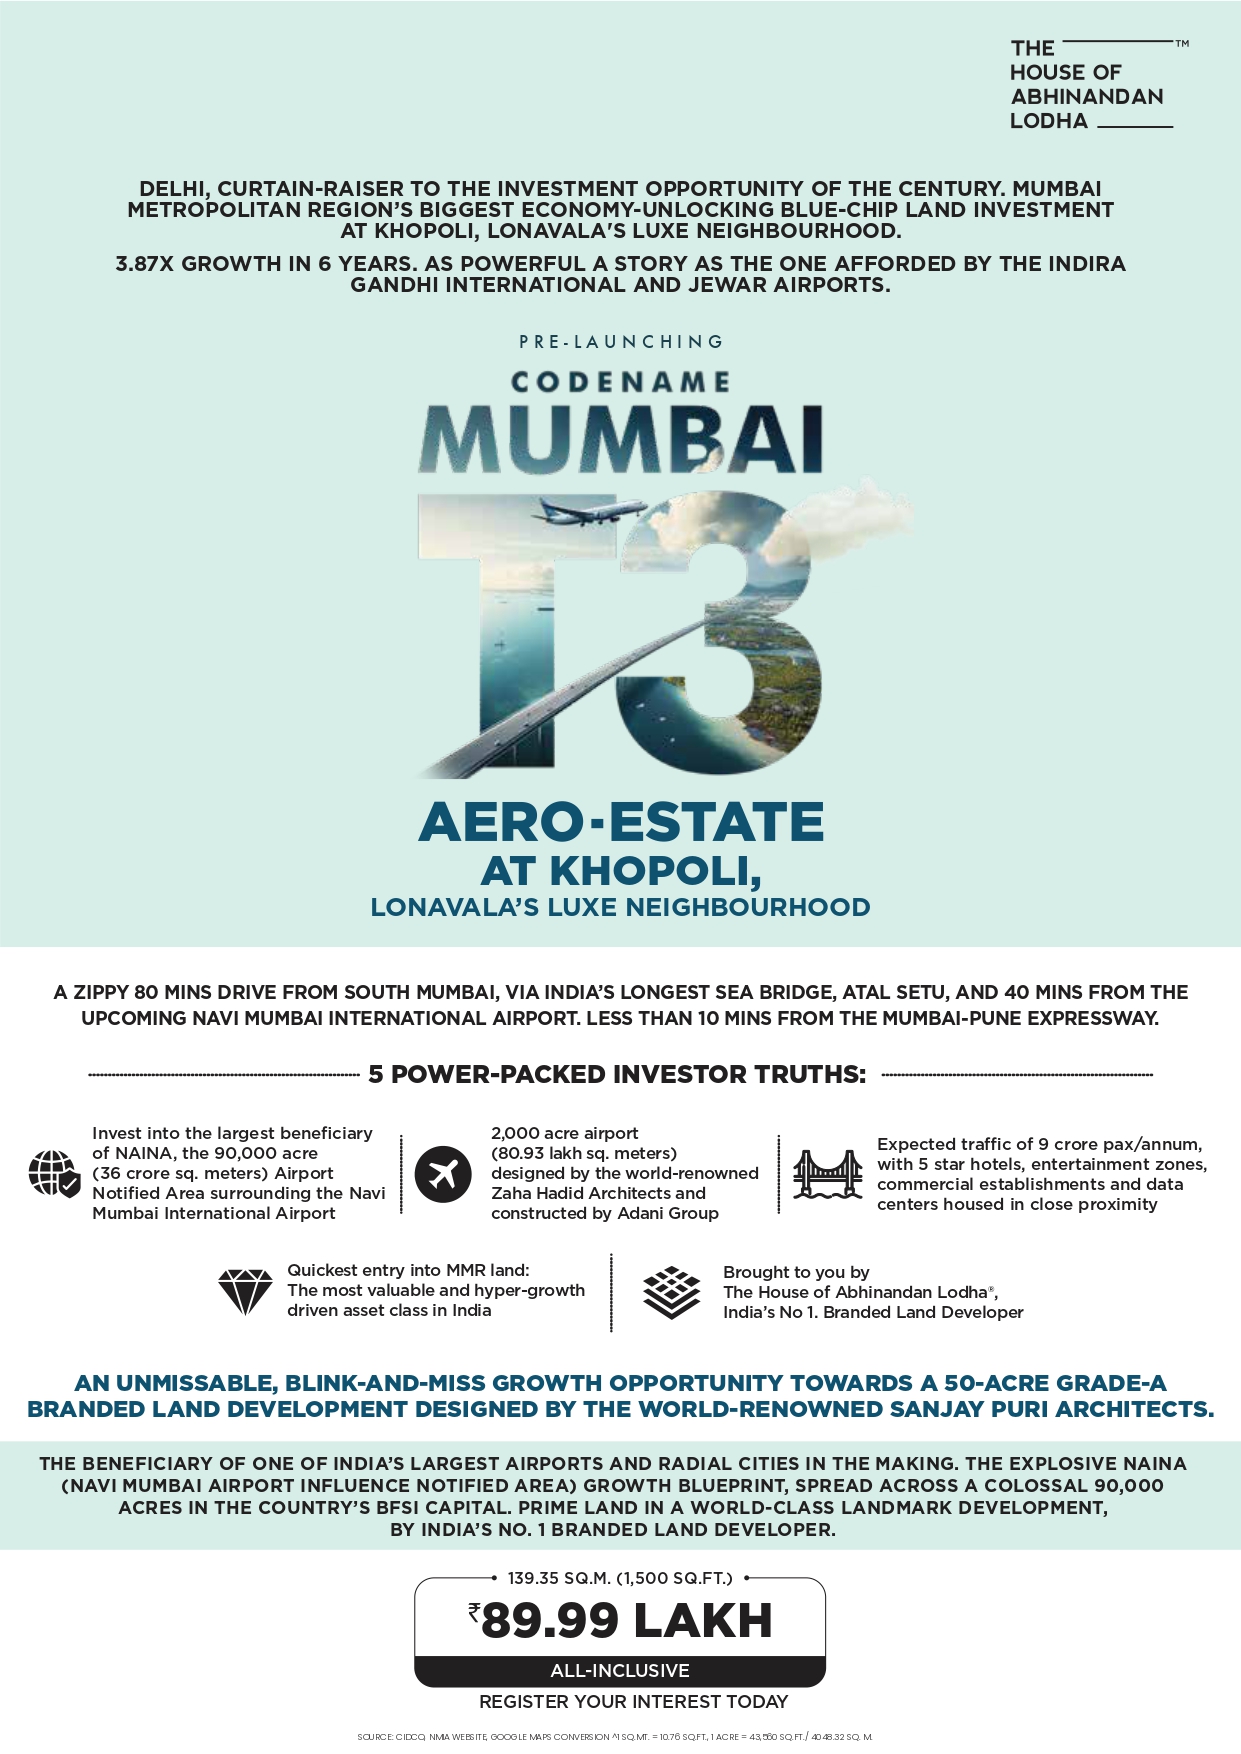 THE
TM
HOUSE OF
ABHINANDAN
LODHA
DELHI, CURTAIN-RAISER TO THE INVESTMENT OPPORTUNITY OF THE CENTURY. MUMBAI
METROPOLITAN REGION'S BIGGEST ECONOMY-UNLOCKING BLUE-CHIP LAND INVESTMENT
AT KHOPOLI, LONAVALA'S LUXE NEIGHBOURHOOD.
3.87X GROWTH IN 6 YEARS. AS POWERFUL A STORY AS THE ONE AFFORDED BY THE INDIRA
GANDHI INTERNATIONAL AND JEWAR AIRPORTS.
PRE-LAUNCHING
CODENAME
MUMBAI
T3
AERO-ESTATE
AT KHOPOLI,
LONAVALA'S LUXE NEIGHBOURHOOD
A ZIPPY 80 MINS DRIVE FROM SOUTH MUMBAI, VIA INDIA'S LONGEST SEA BRIDGE, ATAL SETU, AND 40 MINS FROM THE
UPCOMING NAVI MUMBAI INTERNATIONAL AIRPORT. LESS THAN 10 MINS FROM THE MUMBAI-PUNE EXPRESSWAY.
5 POWER-PACKED INVESTOR TRUTHS:
Invest into the largest beneficiary
of NAINA, the 90,000 acre
(36 crore sq. meters) Airport
Notified Area surrounding the Navi
Mumbai International Airport
2,000 acre airport
(80.93 lakh sq. meters)
designed by the world-renowned
Zaha Hadid Architects and
constructed by Adani Group
Expected traffic of 9 crore pax/annum,
with 5 star hotels, entertainment zones,
commercial establishments and data
centers housed in close proximity
Quickest entry into MMR land:
The most valuable and hyper-growth
driven asset class in India
Brought to you by
The House of Abhinandan Lodha®,
India's No 1. Branded Land Developer
AN UNMISSABLE, BLINK-AND-MISS GROWTH OPPORTUNITY TOWARDS A 50-ACRE GRADE-A
BRANDED LAND DEVELOPMENT DESIGNED BY THE WORLD-RENOWNED SANJAY PURI ARCHITECTS.
THE BENEFICIARY OF ONE OF INDIA'S LARGEST AIRPORTS AND RADIAL CITIES IN THE MAKING. THE EXPLOSIVE NAINA
(NAVI MUMBAI AIRPORT INFLUENCE NOTIFIED AREA) GROWTH BLUEPRINT, SPREAD ACROSS A COLOSSAL 90,000
ACRES IN THE COUNTRY'S BFSI CAPITAL. PRIME LAND IN A WORLD-CLASS LANDMARK DEVELOPMENT,
BY INDIA'S NO. 1 BRANDED LAND DEVELOPER.
139.35 SQ.M. (1,500 SQ.FT.)
₹89.99 LAKH
ALL-INCLUSIVE
REGISTER YOUR INTEREST TODAY
SOURCE: CIDCO, NMIA WEBSITE, GOOGLE MAPS CONVERSION ^1 SQ.MT. = 10.76 SQ.FT., 1 ACRE = 43,560 SQ.FT./ 4048.32 SQ. M.